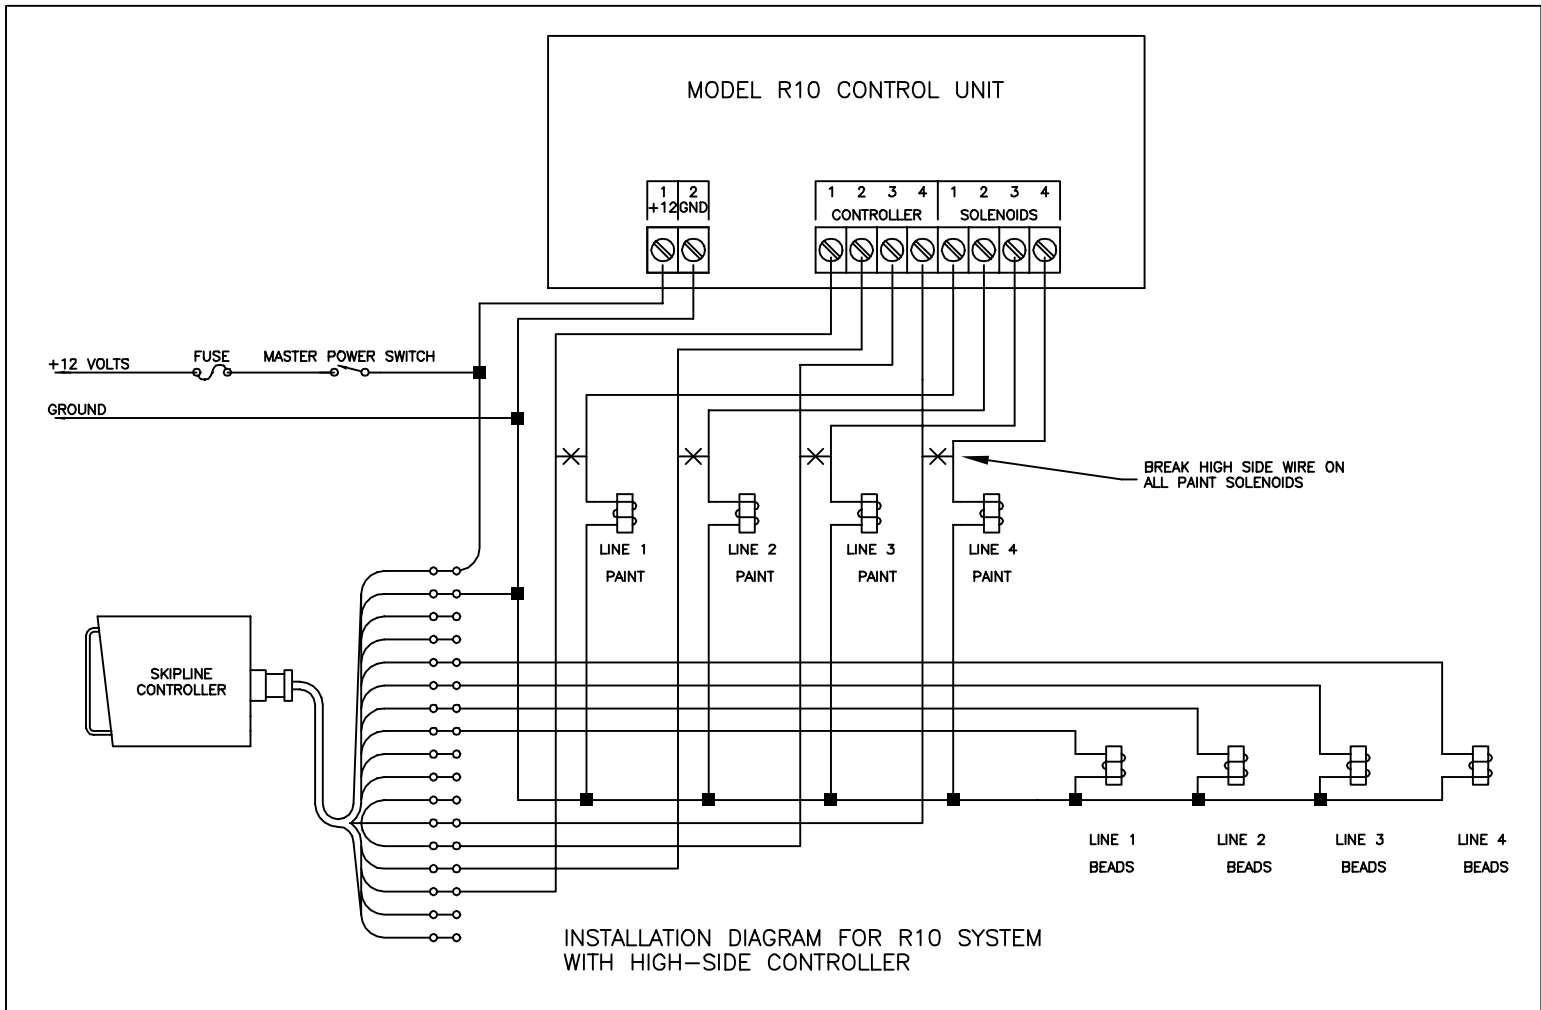 MODEL R10 CONTROL UNIT
1 2
+12 GND
1 2 3 4 1 2 3 4
CONTROLLER SOLENOIDS
+12 VOLTS
FUSE
MASTER POWER SWITCH
GROUND
BREAK HIGH SIDE WIRE ON
ALL PAINT SOLENOIDS
LINE 1
PAINT
LINE 2
PAINT
LINE 3
PAINT
LINE 4
PAINT
SKIPLINE
CONTROLLER
LINE 1
BEADS
LINE 2
BEADS
LINE 3
BEADS
LINE 4
BEADS
INSTALLATION DIAGRAM FOR R10 SYSTEM
WITH HIGH-SIDE CONTROLLER